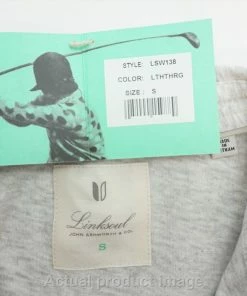 STYLE: LSW138
COLOR: LTHTHRG
SIZE: S
Linksoul
JOHN ASHWORTH & CO.
S
Actual product image